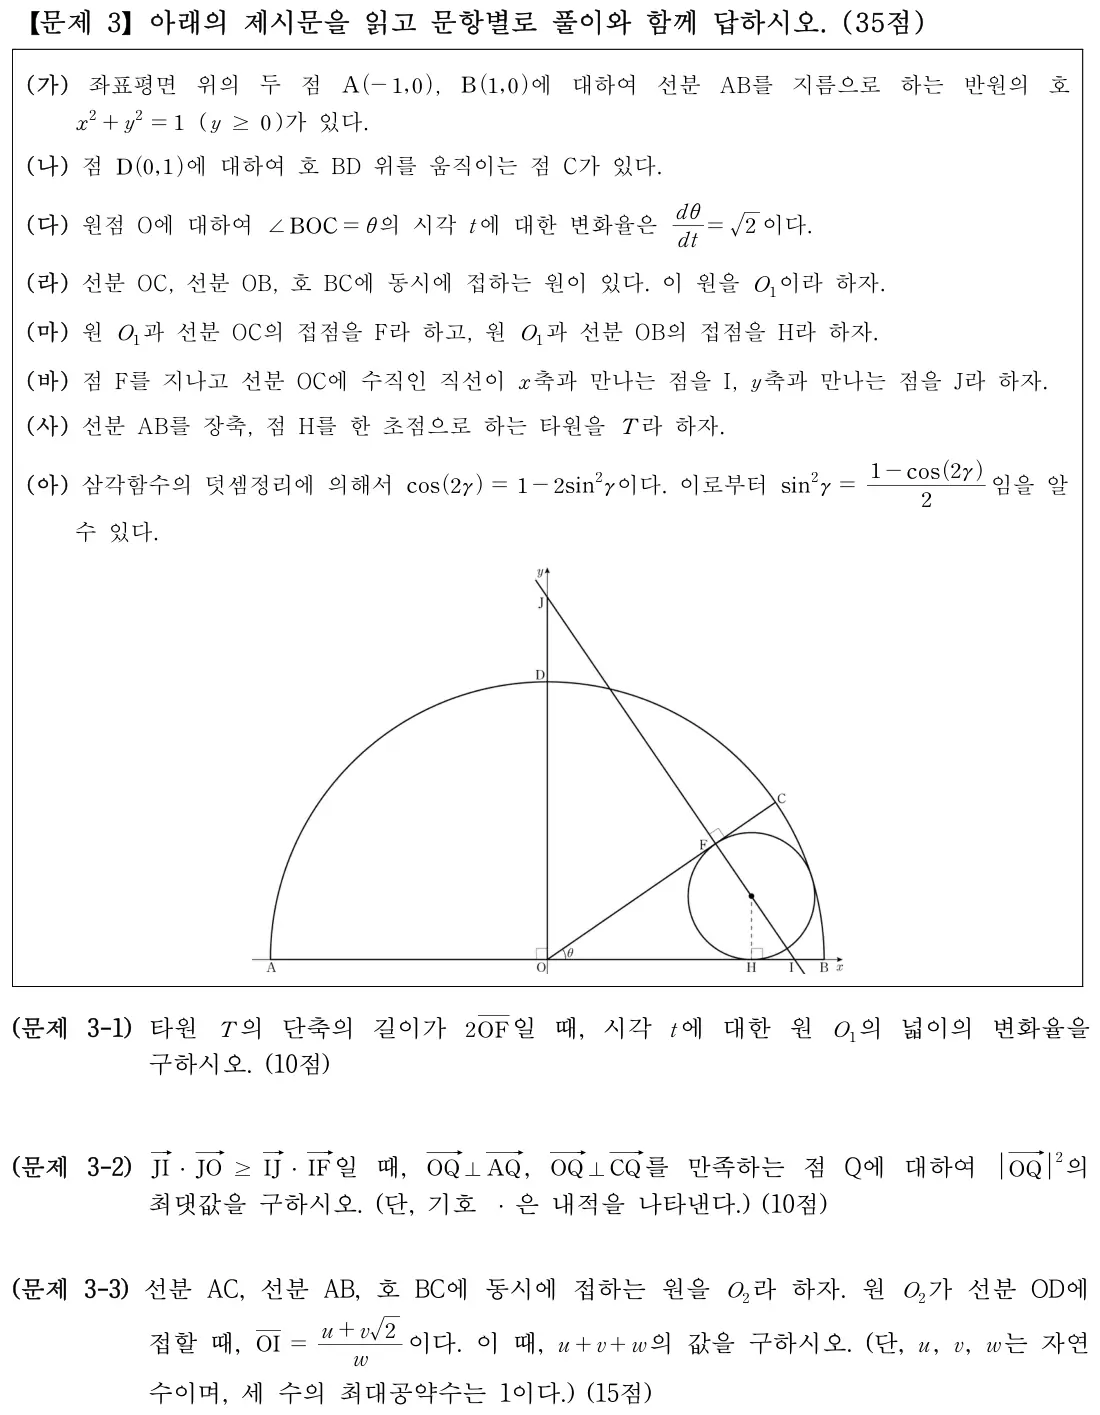 【문제 3】 아래의 제시문을 읽고 문항별로 풀이와 함께 답하시오. (35점)
(가) 좌표평면 위의 두 점 A(−1,0), B(1,0)에 대하여 선분 AB를 지름으로 하는 반원의 호
x²+y²=1 (y ≥ 0)가 있다.
(나) 점 D(0,1)에 대하여 호 BD 위를 움직이는 점 C가 있다.
(다) 원점 O에 대하여 ∠BOC=θ의 시각 t에 대한 변화율은 dθ/dt=√2이다.
(라) 선분 OC, 선분 OB, 호 BC에 동시에 접하는 원이 있다. 이 원을 O₁이라 하자.
(마) 원 O₁과 선분 OC의 접점을 F라 하고, 원 O₁과 선분 OB의 접점을 H라 하자.
(바) 점 F를 지나고 선분 OC에 수직인 직선이 x축과 만나는 점을 I, y축과 만나는 점을 J라 하자.
(사) 선분 AB를 장축, 점 H를 한 초점으로 하는 타원을 T라 하자.
(아) 삼각함수의 덧셈정리에 의해서 cos(2γ)=1−2sin²γ이다. 이로부터 sin²γ=(1−cos(2γ))/2임을 알
수 있다.
y
J
D
C
F
θ
A
O
H
I
B
x
(문제 3-1) 타원 T의 단축의 길이가 2O͞F͞일 때, 시각 t에 대한 원 O₁의 넓이의 변화율을
구하시오. (10점)
(문제 3-2) J⃗I⃗ · J⃗O⃗ ≥ I⃗J⃗ · I⃗F⃗일 때, O⃗Q⃗⊥A⃗Q⃗, O⃗Q⃗⊥C⃗Q⃗를 만족하는 점 Q에 대하여 |O⃗Q⃗|²의
최댓값을 구하시오. (단, 기호 ·은 내적을 나타낸다.) (10점)
(문제 3-3) 선분 AC, 선분 AB, 호 BC에 동시에 접하는 원을 O₂라 하자. 원 O₂가 선분 OD에
접할 때, O͞I͞=(u+v√2)/w이다. 이 때, u+v+w의 값을 구하시오. (단, u, v, w는 자연
수이며, 세 수의 최대공약수는 1이다.) (15점)